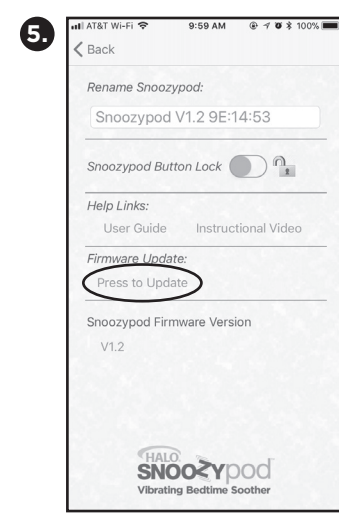 5.
AT&T Wi-Fi 9:59 AM 100%
Back
Rename Snoozypod:
Snoozypod V1.2 9E:14:53
Snoozypod Button Lock
Help Links:
User Guide Instructional Video
Firmware Update:
Press to Update
Snoozypod Firmware Version
V1.2
HALO
SNOOZYpod
Vibrating Bedtime Soother